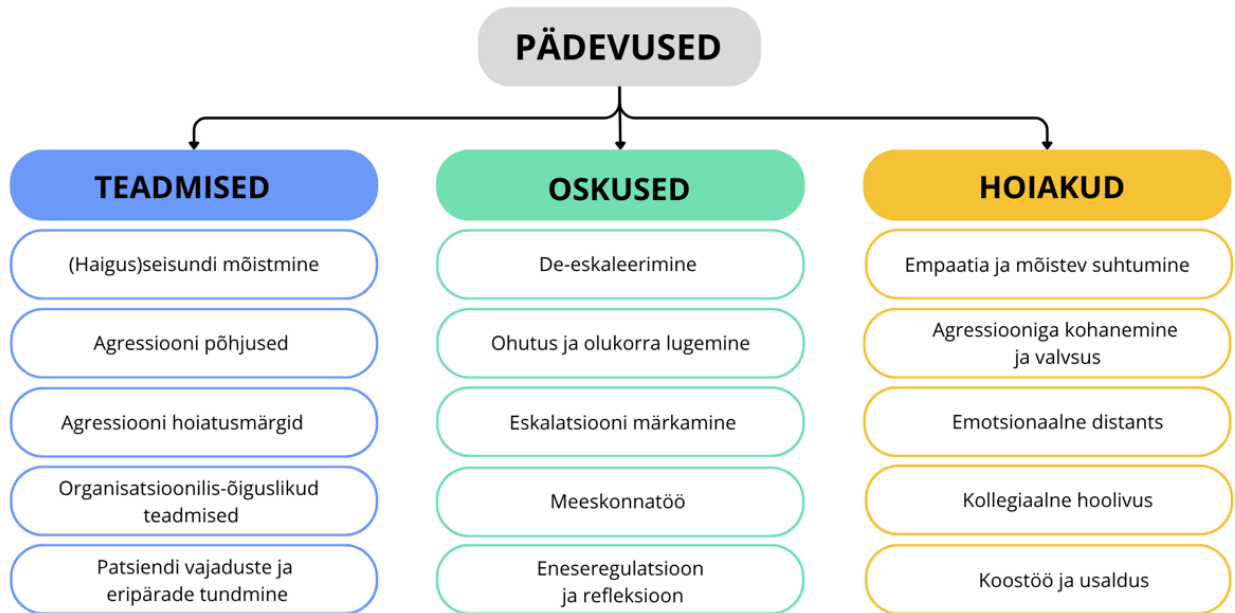 PÄDEVUSED
TEADMISED
(Haigus)seisundi mõistmine
Agressiooni põhjused
Agressiooni hoiatusmärgid
Organisatsioonilis-õiguslikud
teadmised
Patsiendi vajaduste ja
eripärade tundmine
OSKUSED
De-eskaleerimine
Ohutus ja olukorra lugemine
Eskalatsiooni märkamine
Meeskonnatöö
Eneseregulatsioon
ja refleksioon
HOIAKUD
Empaatia ja mõistev suhtumine
Agressiooniga kohanemine
ja valvsus
Emotsionaalne distants
Kollegiaalne hoolivus
Koostöö ja usaldus